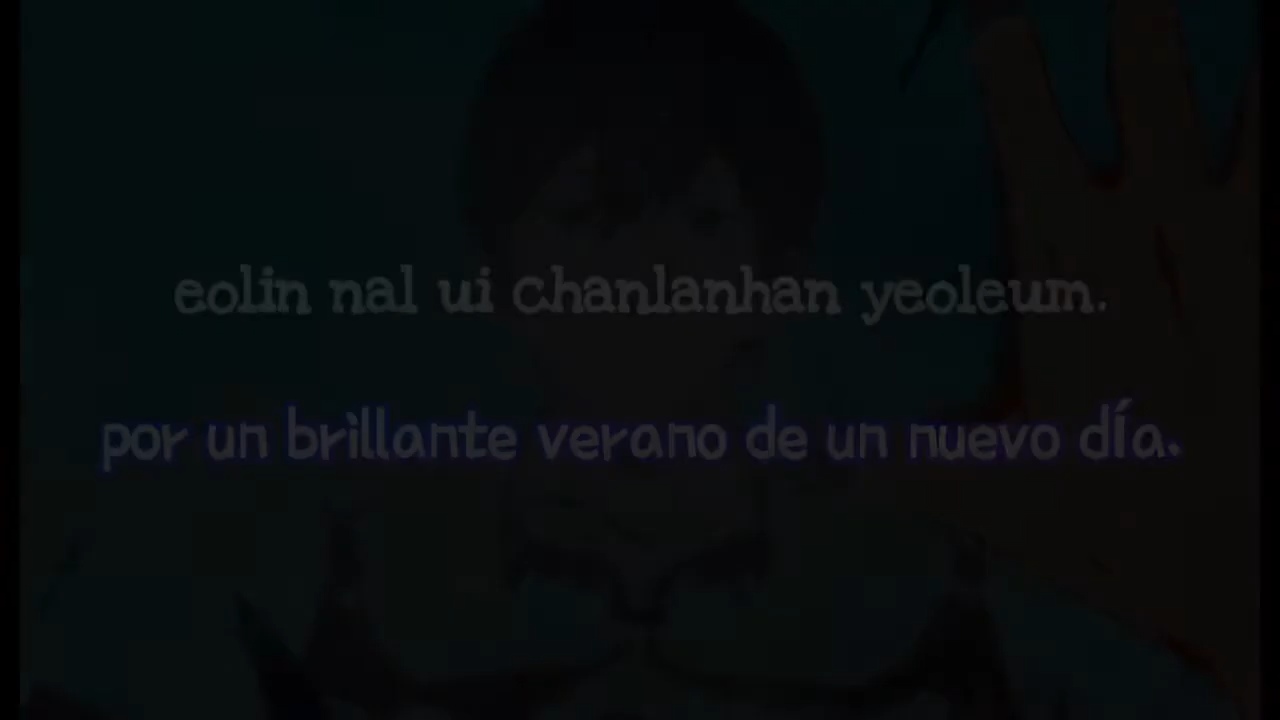 eolin nal ui chanlanhan yeoleum.
por un brillante verano de un nuevo día.